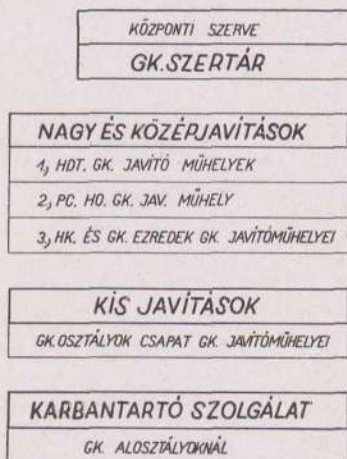 KÖZPONTI SZERVE
GK. SZERTÁR
NAGY ÉS KÖZÉPJAVÍTÁSOK
1, HDT. GK. JAVÍTÓ MŰHELYEK
2, PC. HO. GK. JAV. MŰHELY
3, HK. ÉS GK. EZREDEK GK. JAVÍTÓMŰHELYEI
KIS JAVÍTÁSOK
GK. OSZTÁLYOK CSAPAT GK. JAVÍTÓMŰHELYEI
KARBANTARTÓ SZOLGÁLAT
GK. ALOSZTÁLYOKNÁL